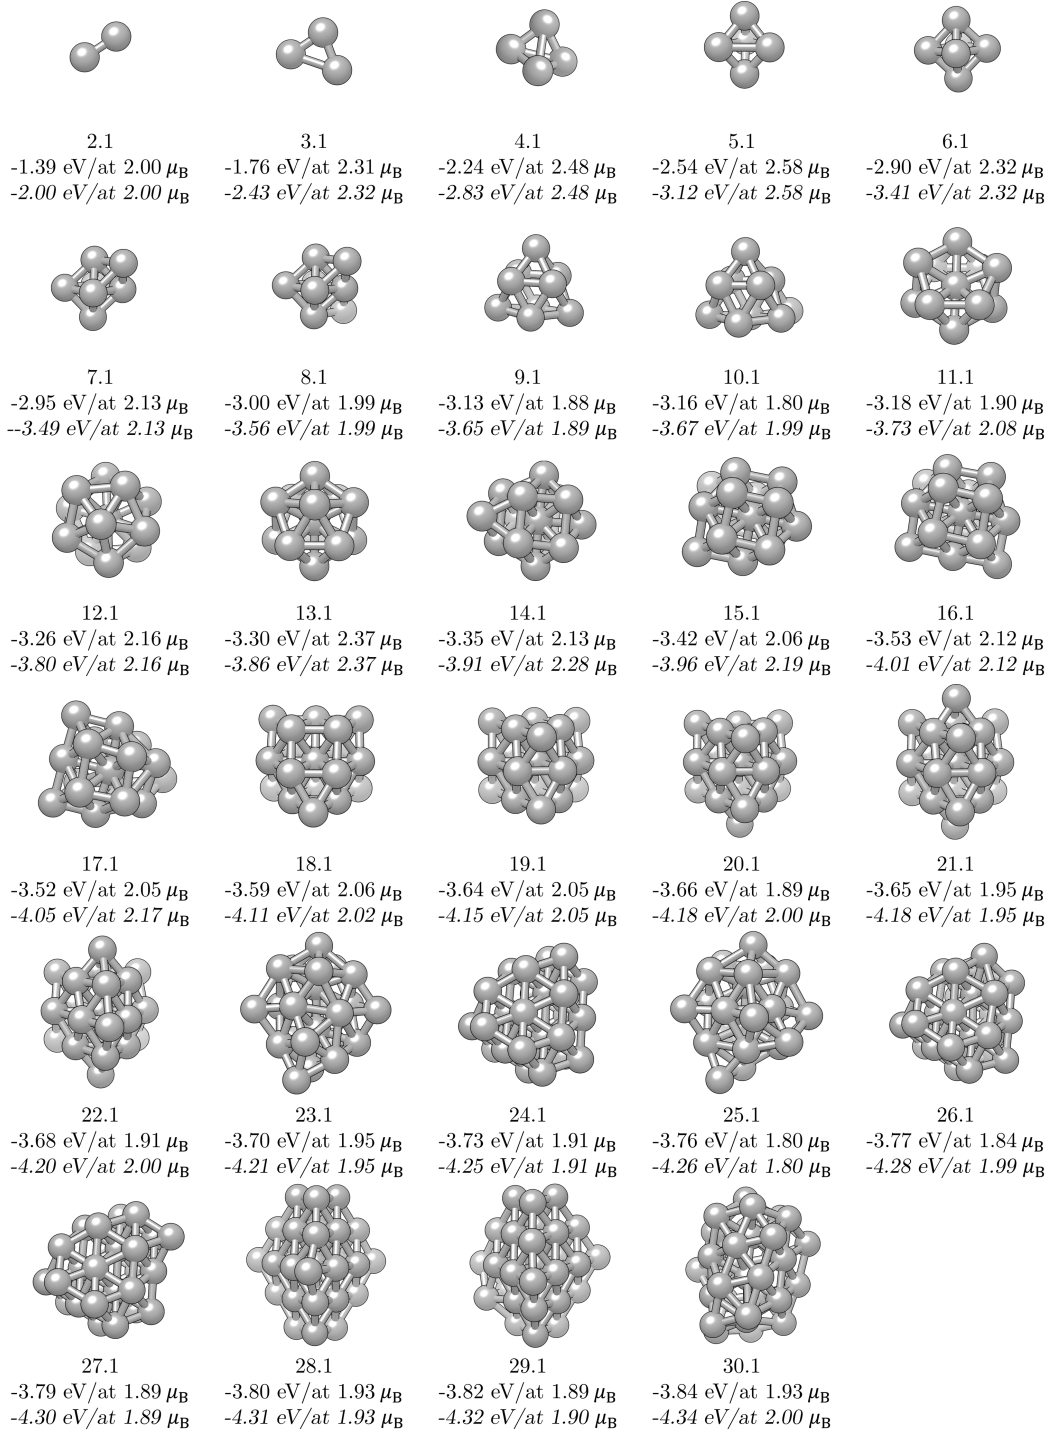 2.1 3.1 4.1 5.1 6.1
-1.39 eV/at 2.00 μB -1.76 eV/at 2.31 μB -2.24 eV/at 2.48 μB -2.54 eV/at 2.58 μB -2.90 eV/at 2.32 μB
-2.00 eV/at 2.00 μB -2.43 eV/at 2.32 μB -2.83 eV/at 2.48 μB -3.12 eV/at 2.58 μB -3.41 eV/at 2.32 μB
7.1 8.1 9.1 10.1 11.1
-2.95 eV/at 2.13 μB -3.00 eV/at 1.99 μB -3.13 eV/at 1.88 μB -3.16 eV/at 1.80 μB -3.18 eV/at 1.90 μB
--3.49 eV/at 2.13 μB -3.56 eV/at 1.99 μB -3.65 eV/at 1.89 μB -3.67 eV/at 1.99 μB -3.73 eV/at 2.08 μB
12.1 13.1 14.1 15.1 16.1
-3.26 eV/at 2.16 μB -3.30 eV/at 2.37 μB -3.35 eV/at 2.13 μB -3.42 eV/at 2.06 μB -3.53 eV/at 2.12 μB
-3.80 eV/at 2.16 μB -3.86 eV/at 2.37 μB -3.91 eV/at 2.28 μB -3.96 eV/at 2.19 μB -4.01 eV/at 2.12 μB
17.1 18.1 19.1 20.1 21.1
-3.52 eV/at 2.05 μB -3.59 eV/at 2.06 μB -3.64 eV/at 2.05 μB -3.66 eV/at 1.89 μB -3.65 eV/at 1.95 μB
-4.05 eV/at 2.17 μB -4.11 eV/at 2.02 μB -4.15 eV/at 2.05 μB -4.18 eV/at 2.00 μB -4.18 eV/at 1.95 μB
22.1 23.1 24.1 25.1 26.1
-3.68 eV/at 1.91 μB -3.70 eV/at 1.95 μB -3.73 eV/at 1.91 μB -3.76 eV/at 1.80 μB -3.77 eV/at 1.84 μB
-4.20 eV/at 2.00 μB -4.21 eV/at 1.95 μB -4.25 eV/at 1.91 μB -4.26 eV/at 1.80 μB -4.28 eV/at 1.99 μB
27.1 28.1 29.1 30.1
-3.79 eV/at 1.89 μB -3.80 eV/at 1.93 μB -3.82 eV/at 1.89 μB -3.84 eV/at 1.93 μB
-4.30 eV/at 1.89 μB -4.31 eV/at 1.93 μB -4.32 eV/at 1.90 μB -4.34 eV/at 2.00 μB